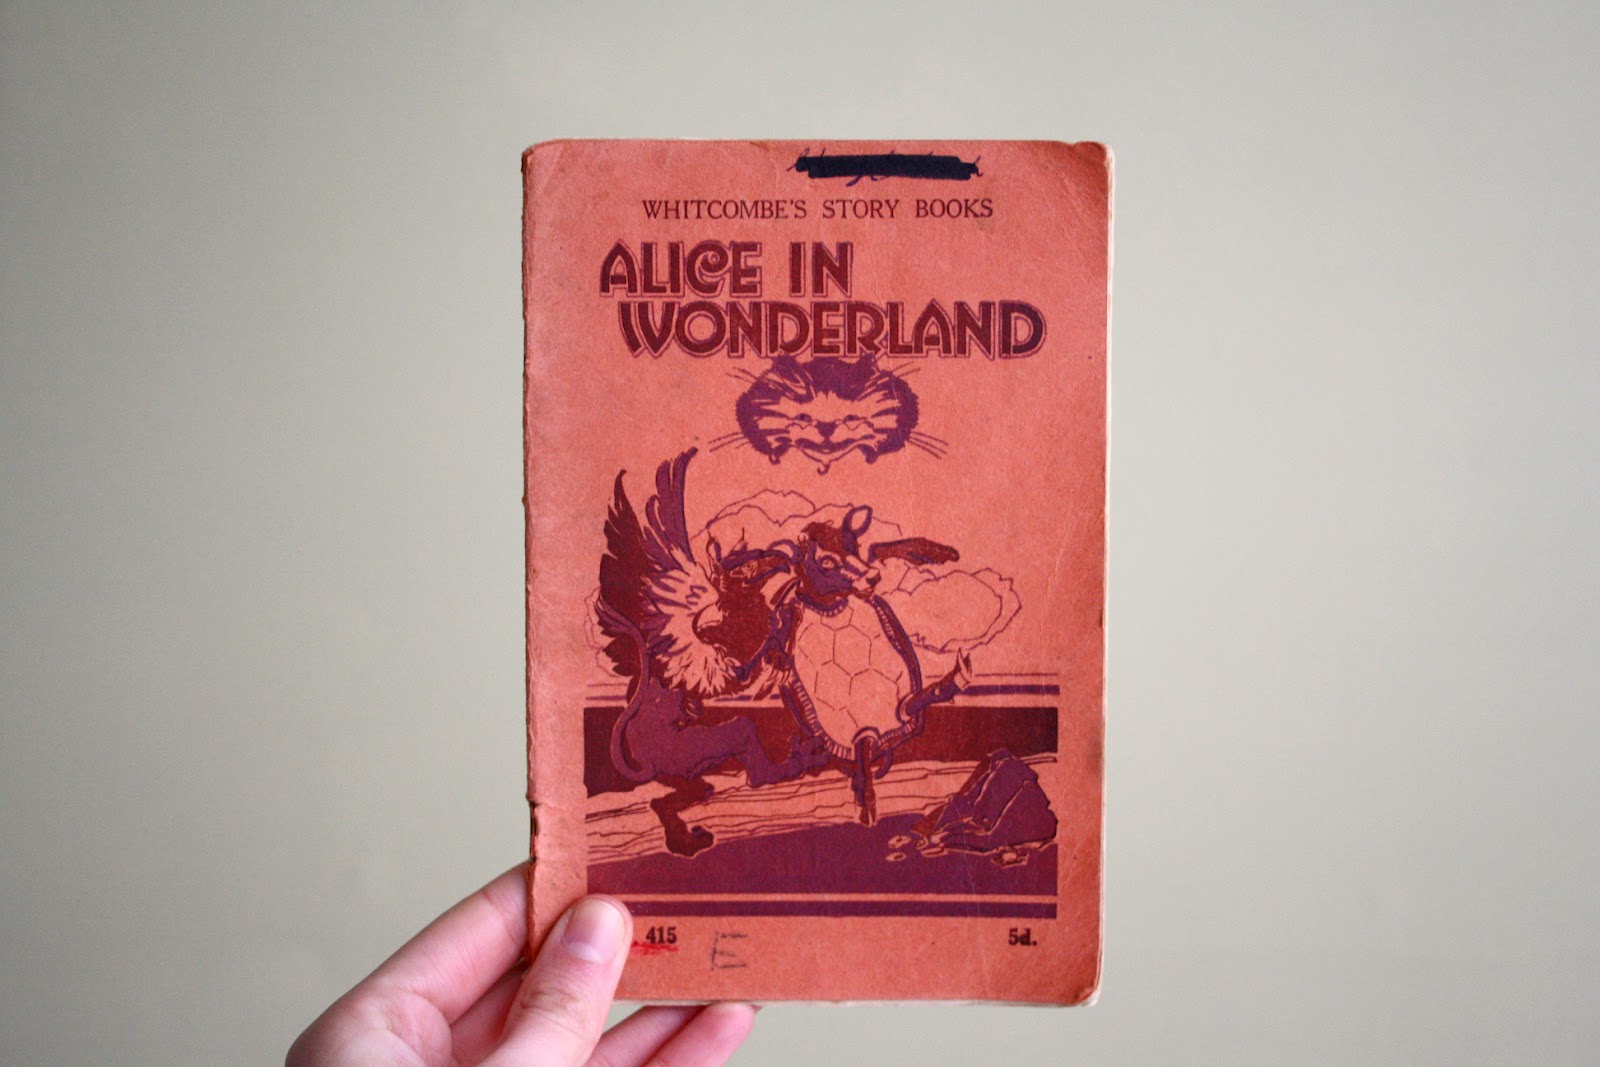 WHITCOMBE'S STORY BOOKS
ALICE IN
WONDERLAND
415
E
5d.